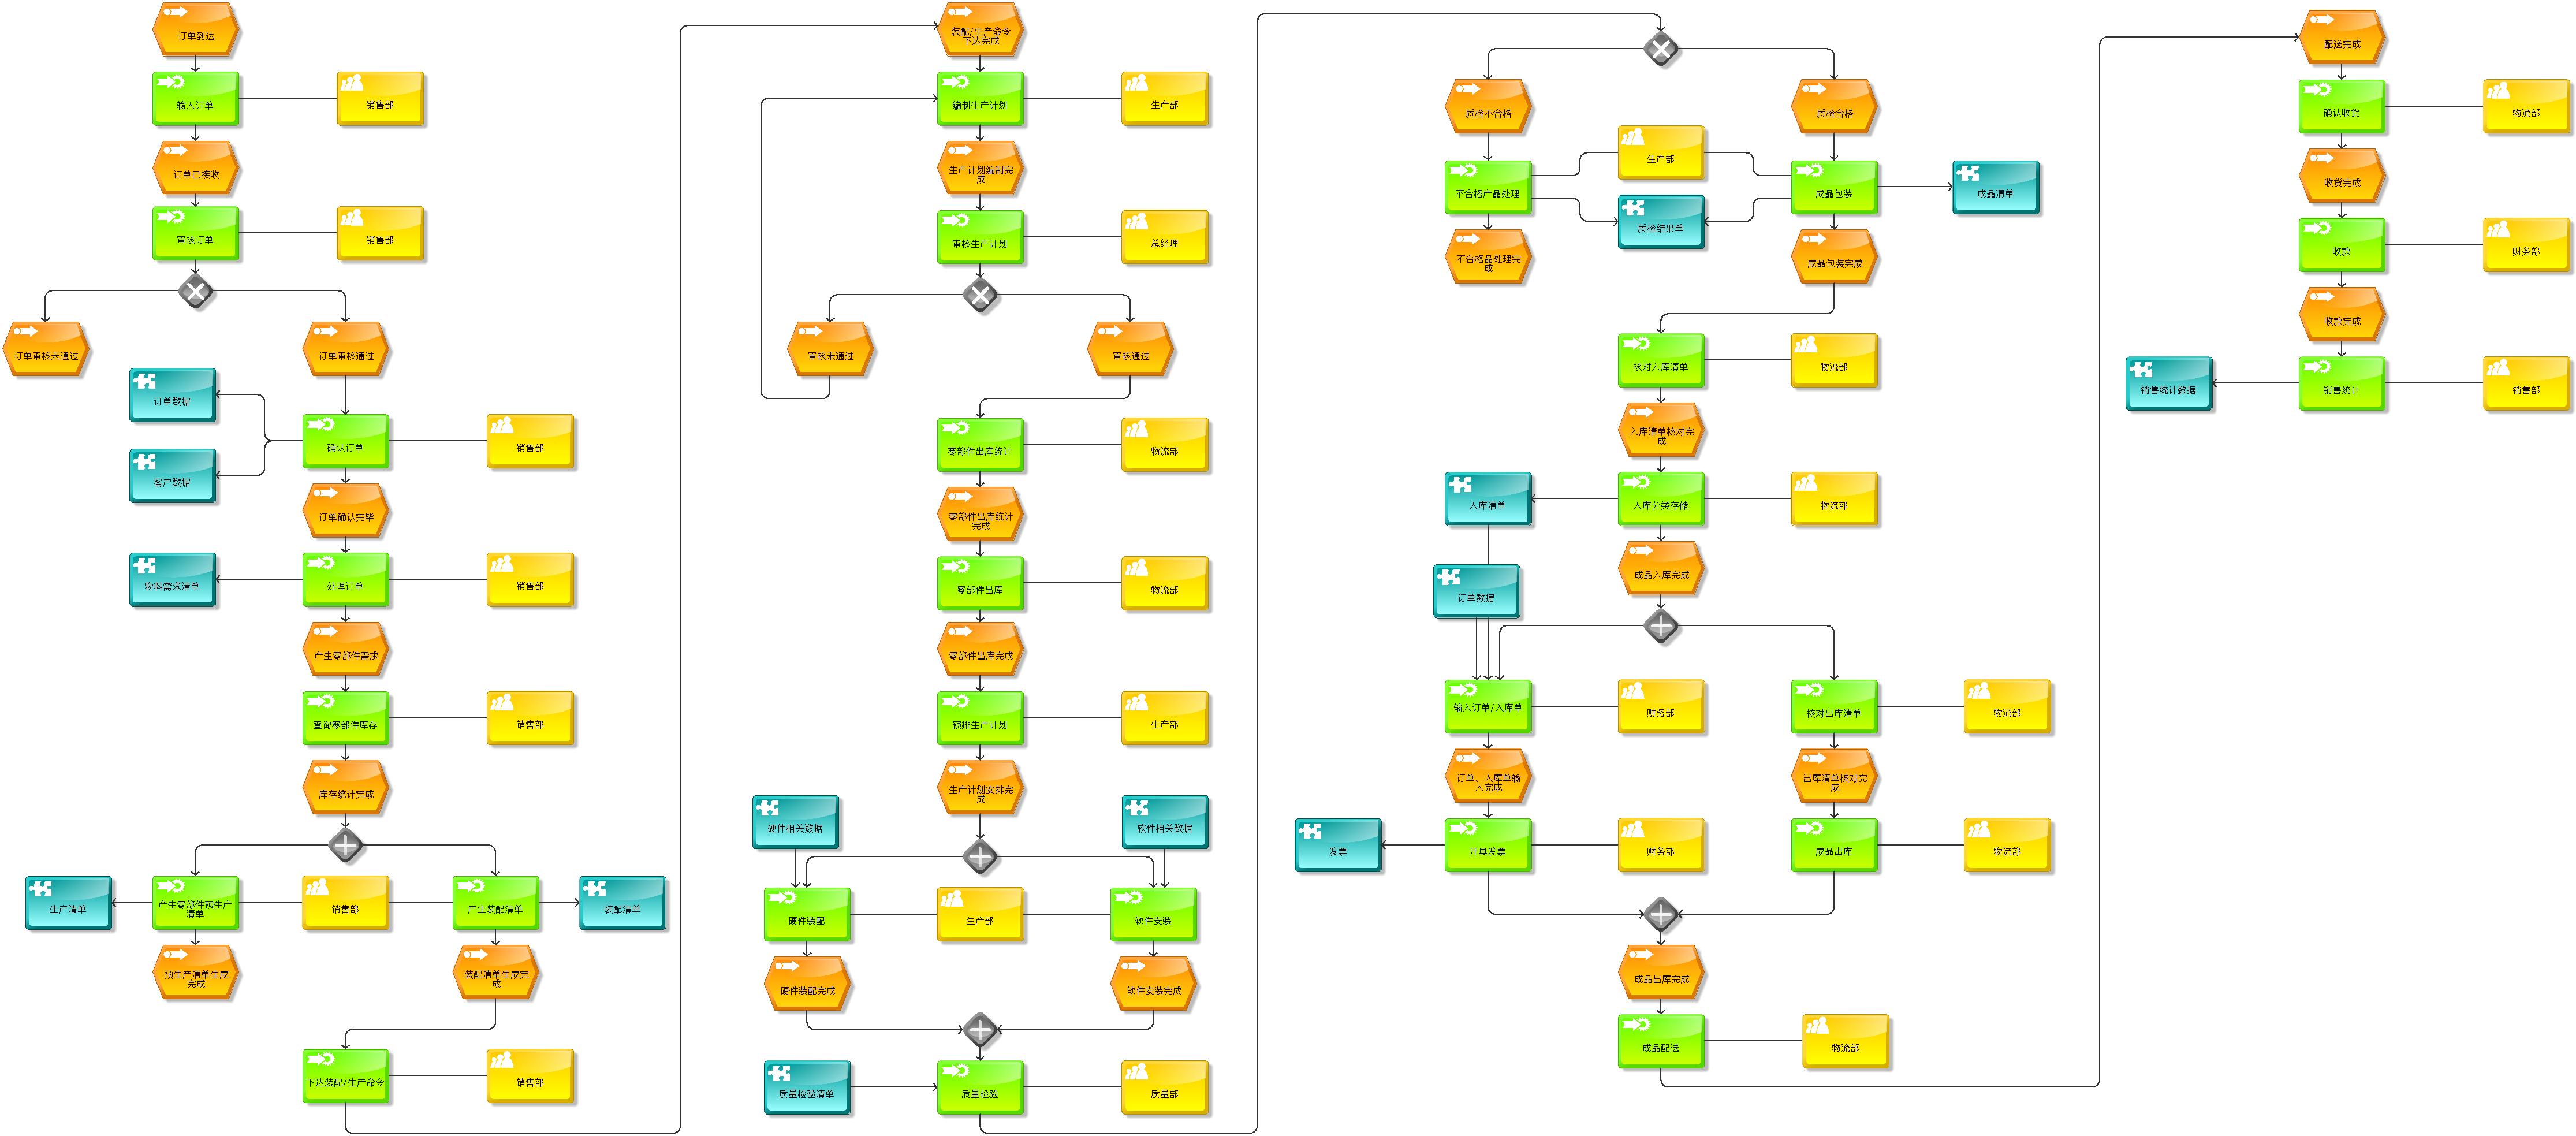 订单到达
输入订单
销售部
订单已接收
审核订单
销售部
订单审核未通过
订单审核通过
订单数据
确认订单
销售部
客户数据
订单确认完毕
物料需求清单
处理订单
销售部
产生零部件需求
查询零部件库存
销售部
库存统计完成
生产清单
产生零部件预生产
清单
销售部
产生装配清单
装配清单
预生产清单生成
完成
装配清单生成完
成
下达装配/生产命令
销售部
装配/生产命令
下达完成
编制生产计划
生产部
生产计划编制完
成
审核生产计划
总经理
审核未通过
审核通过
零部件出库统计
物流部
零部件出库统计
完成
零部件出库
物流部
零部件出库完成
预排生产计划
生产部
生产计划安排完
成
硬件相关数据
软件相关数据
硬件装配
生产部
软件安装
硬件装配完成
软件安装完成
质量检验清单
质量检验
质量部
质检不合格
质检合格
生产部
不合格产品处理
成品包装
成品清单
质检结果单
不合格品处理完
成
成品包装完成
核对入库清单
物流部
入库清单核对完
成
入库清单
入库分类存储
物流部
成品入库完成
订单数据
输入订单/入库单
财务部
核对出库清单
物流部
订单、入库单输
入完成
出库清单核对完
成
发票
开具发票
财务部
成品出库
物流部
成品出库完成
成品配送
物流部
配送完成
确认收货
物流部
收货完成
收款
财务部
收款完成
销售统计数据
销售统计
销售部